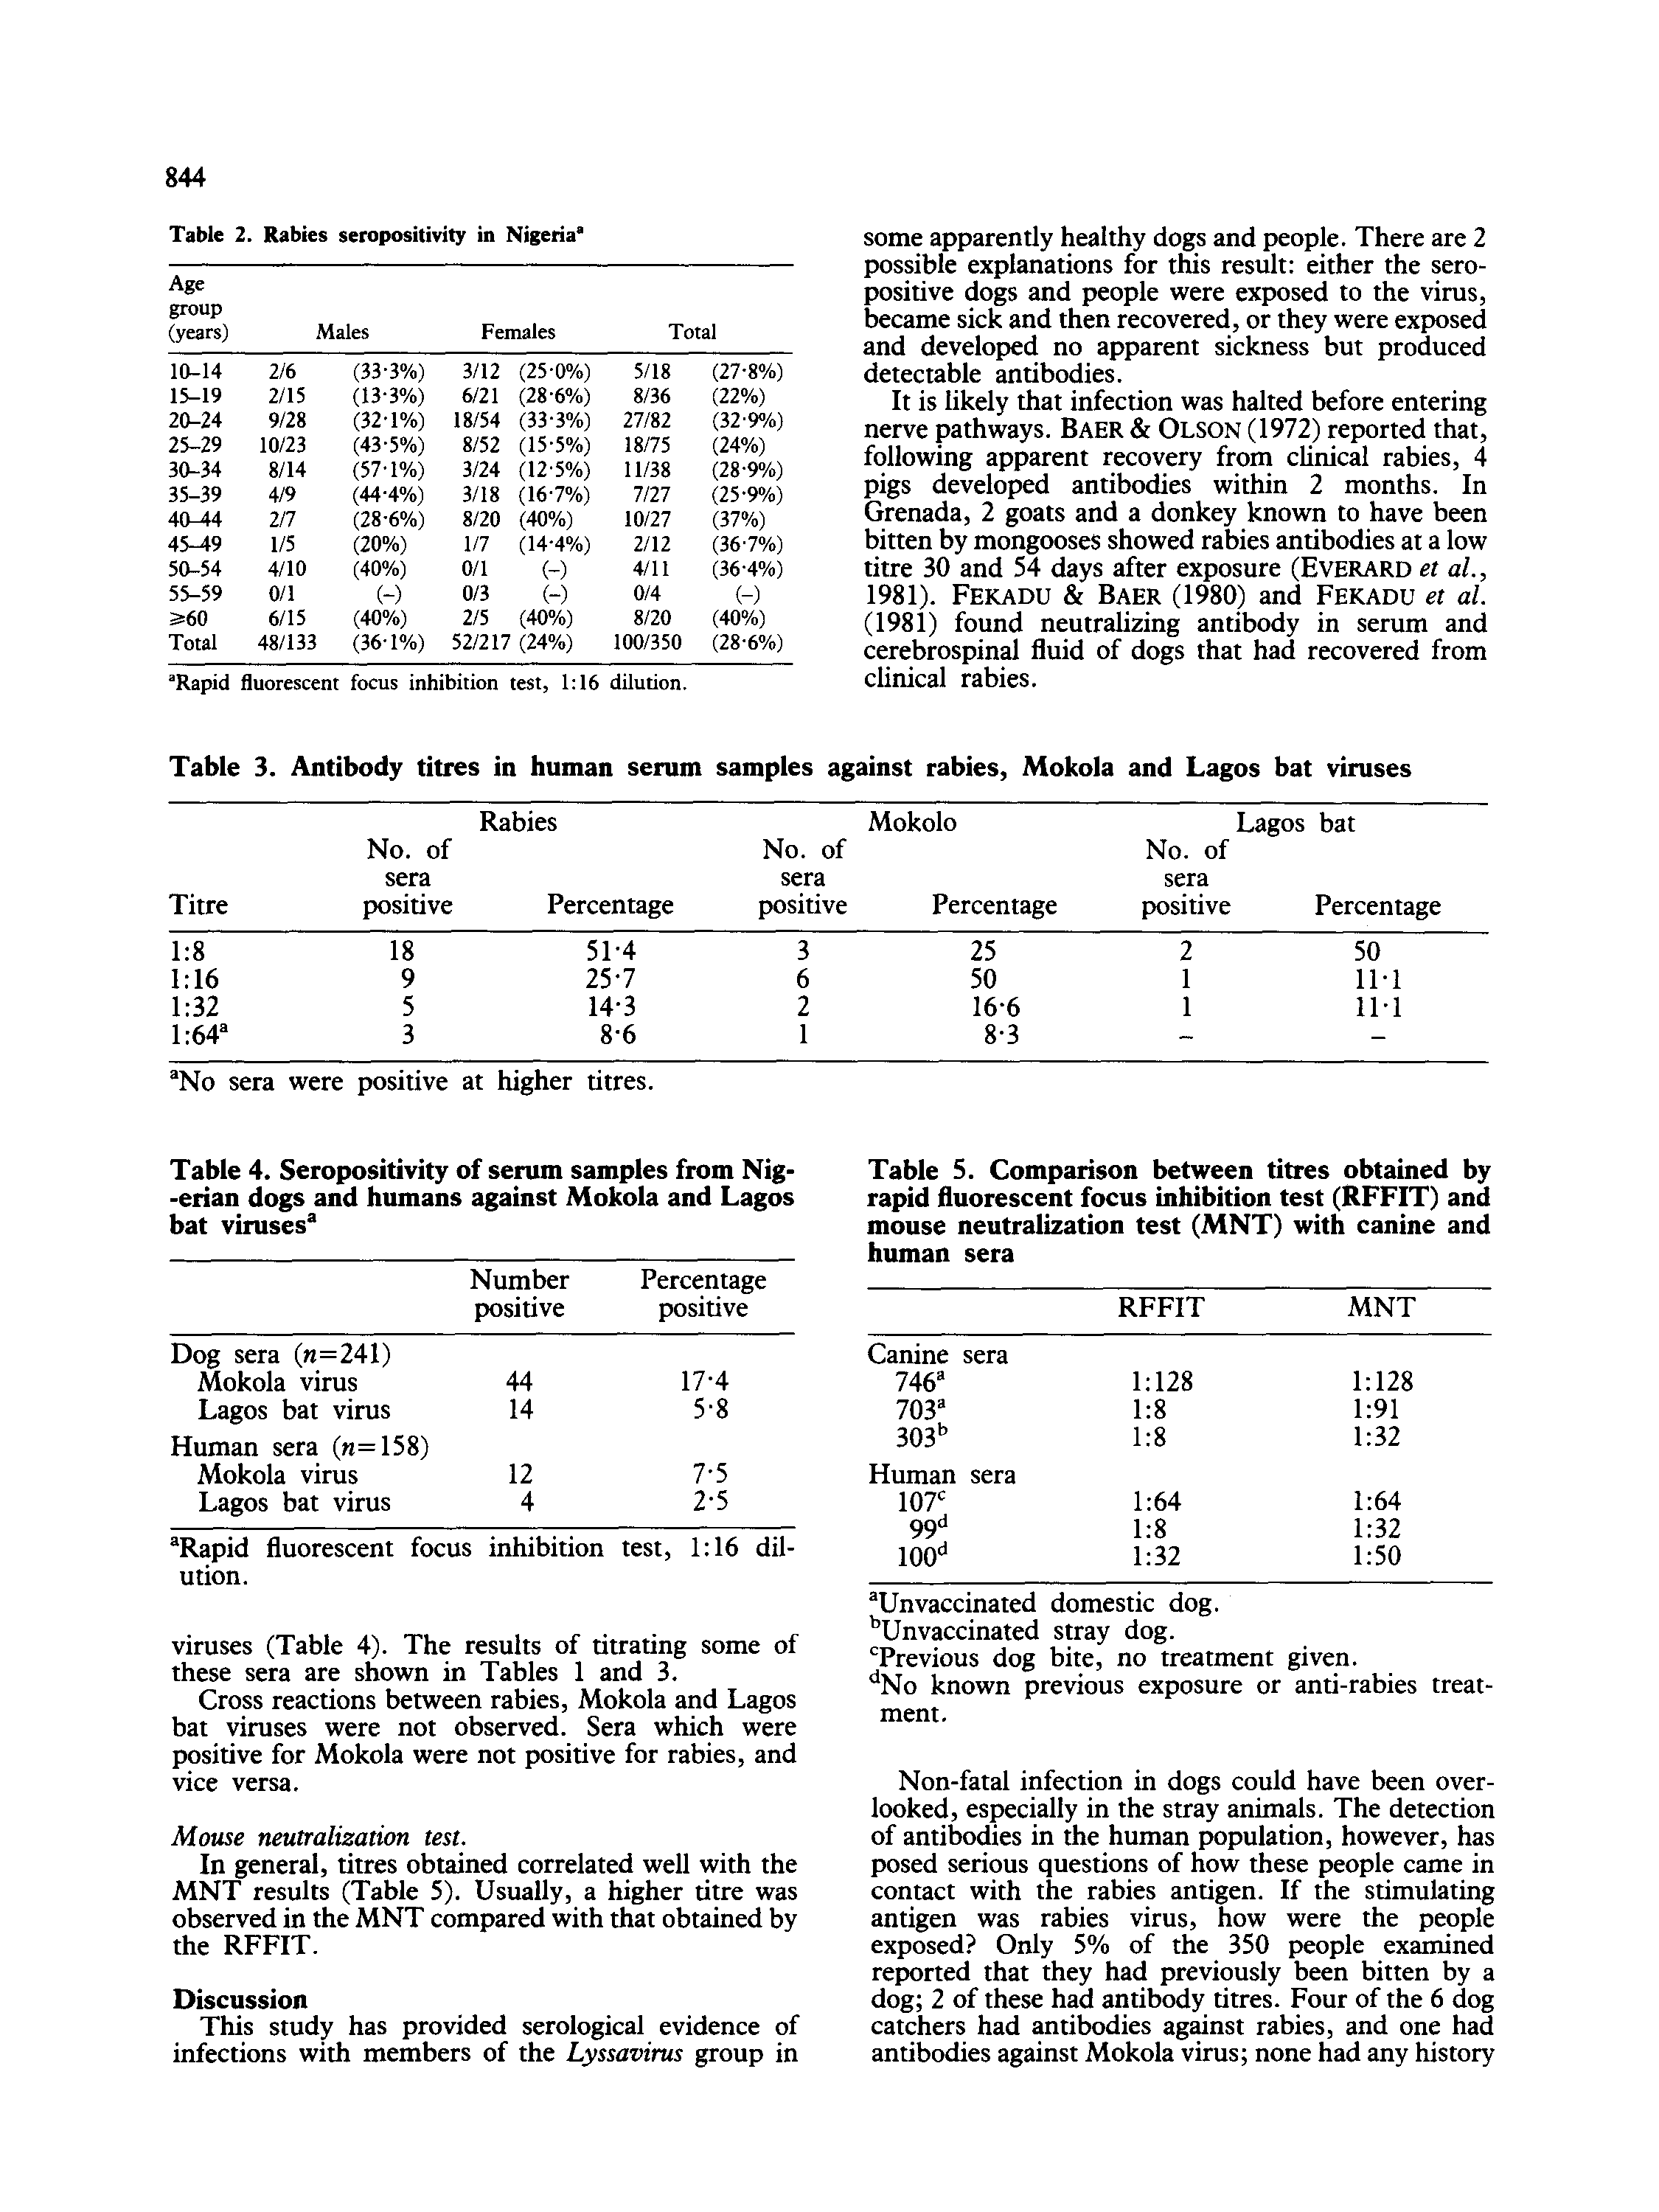 844
Table 2. Rabies seropositivity in Nigeriaᵃ
Age
group
(years) Males Females Total
10–14 2/6 (33·3%) 3/12 (25·0%) 5/18 (27·8%)
15–19 2/15 (13·3%) 6/21 (28·6%) 8/36 (22%)
20–24 9/28 (32·1%) 18/54 (33·3%) 27/82 (32·9%)
25–29 10/23 (43·5%) 8/52 (15·5%) 18/75 (24%)
30–34 8/14 (57·1%) 3/24 (12·5%) 11/38 (28·9%)
35–39 4/9 (44·4%) 3/18 (16·7%) 7/27 (25·9%)
40–44 2/7 (28·6%) 8/20 (40%) 10/27 (37%)
45–49 1/5 (20%) 1/7 (14·4%) 2/12 (36·7%)
50–54 4/10 (40%) 0/1 (–) 4/11 (36·4%)
55–59 0/1 (–) 0/3 (–) 0/4 (–)
≥60 6/15 (40%) 2/5 (40%) 8/20 (40%)
Total 48/133 (36·1%) 52/217 (24%) 100/350 (28·6%)
ᵃRapid fluorescent focus inhibition test, 1:16 dilution.
some apparently healthy dogs and people. There are 2
possible explanations for this result: either the sero-
positive dogs and people were exposed to the virus,
became sick and then recovered, or they were exposed
and developed no apparent sickness but produced
detectable antibodies.
It is likely that infection was halted before entering
nerve pathways. BAER & OLSON (1972) reported that,
following apparent recovery from clinical rabies, 4
pigs developed antibodies within 2 months. In
Grenada, 2 goats and a donkey known to have been
bitten by mongooses showed rabies antibodies at a low
titre 30 and 54 days after exposure (EVERARD et al.,
1981). FEKADU & BAER (1980) and FEKADU et al.
(1981) found neutralizing antibody in serum and
cerebrospinal fluid of dogs that had recovered from
clinical rabies.
Table 3. Antibody titres in human serum samples against rabies, Mokola and Lagos bat viruses
Rabies Mokolo Lagos bat
No. of No. of No. of
sera sera sera
Titre positive Percentage positive Percentage positive Percentage
1:8 18 51·4 3 25 2 50
1:16 9 25·7 6 50 1 11·1
1:32 5 14·3 2 16·6 1 11·1
1:64ᵃ 3 8·6 1 8·3 – –
ᵃNo sera were positive at higher titres.
Table 4. Seropositivity of serum samples from Nig-
-erian dogs and humans against Mokola and Lagos
bat virusesᵃ
Number Percentage
positive positive
Dog sera (n=241)
Mokola virus 44 17·4
Lagos bat virus 14 5·8
Human sera (n=158)
Mokola virus 12 7·5
Lagos bat virus 4 2·5
ᵃRapid fluorescent focus inhibition test, 1:16 dil-
ution.
viruses (Table 4). The results of titrating some of
these sera are shown in Tables 1 and 3.
Cross reactions between rabies, Mokola and Lagos
bat viruses were not observed. Sera which were
positive for Mokola were not positive for rabies, and
vice versa.
Mouse neutralization test.
In general, titres obtained correlated well with the
MNT results (Table 5). Usually, a higher titre was
observed in the MNT compared with that obtained by
the RFFIT.
Discussion
This study has provided serological evidence of
infections with members of the Lyssavirus group in
Table 5. Comparison between titres obtained by
rapid fluorescent focus inhibition test (RFFIT) and
mouse neutralization test (MNT) with canine and
human sera
RFFIT MNT
Canine sera
746ᵃ 1:128 1:128
703ᵃ 1:8 1:91
303ᵇ 1:8 1:32
Human sera
107ᶜ 1:64 1:64
99ᵈ 1:8 1:32
100ᵈ 1:32 1:50
ᵃUnvaccinated domestic dog.
ᵇUnvaccinated stray dog.
ᶜPrevious dog bite, no treatment given.
ᵈNo known previous exposure or anti-rabies treat-
ment.
Non-fatal infection in dogs could have been over-
looked, especially in the stray animals. The detection
of antibodies in the human population, however, has
posed serious questions of how these people came in
contact with the rabies antigen. If the stimulating
antigen was rabies virus, how were the people
exposed? Only 5% of the 350 people examined
reported that they had previously been bitten by a
dog; 2 of these had antibody titres. Four of the 6 dog
catchers had antibodies against rabies, and one had
antibodies against Mokola virus; none had any history